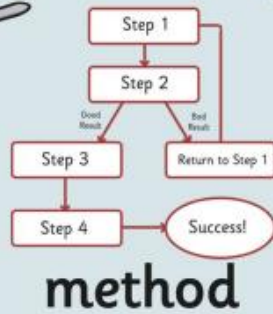 Step 1
Step 2
Good
Result
Bad
Result
Step 3
Return to Step 1
Step 4
Success!
method